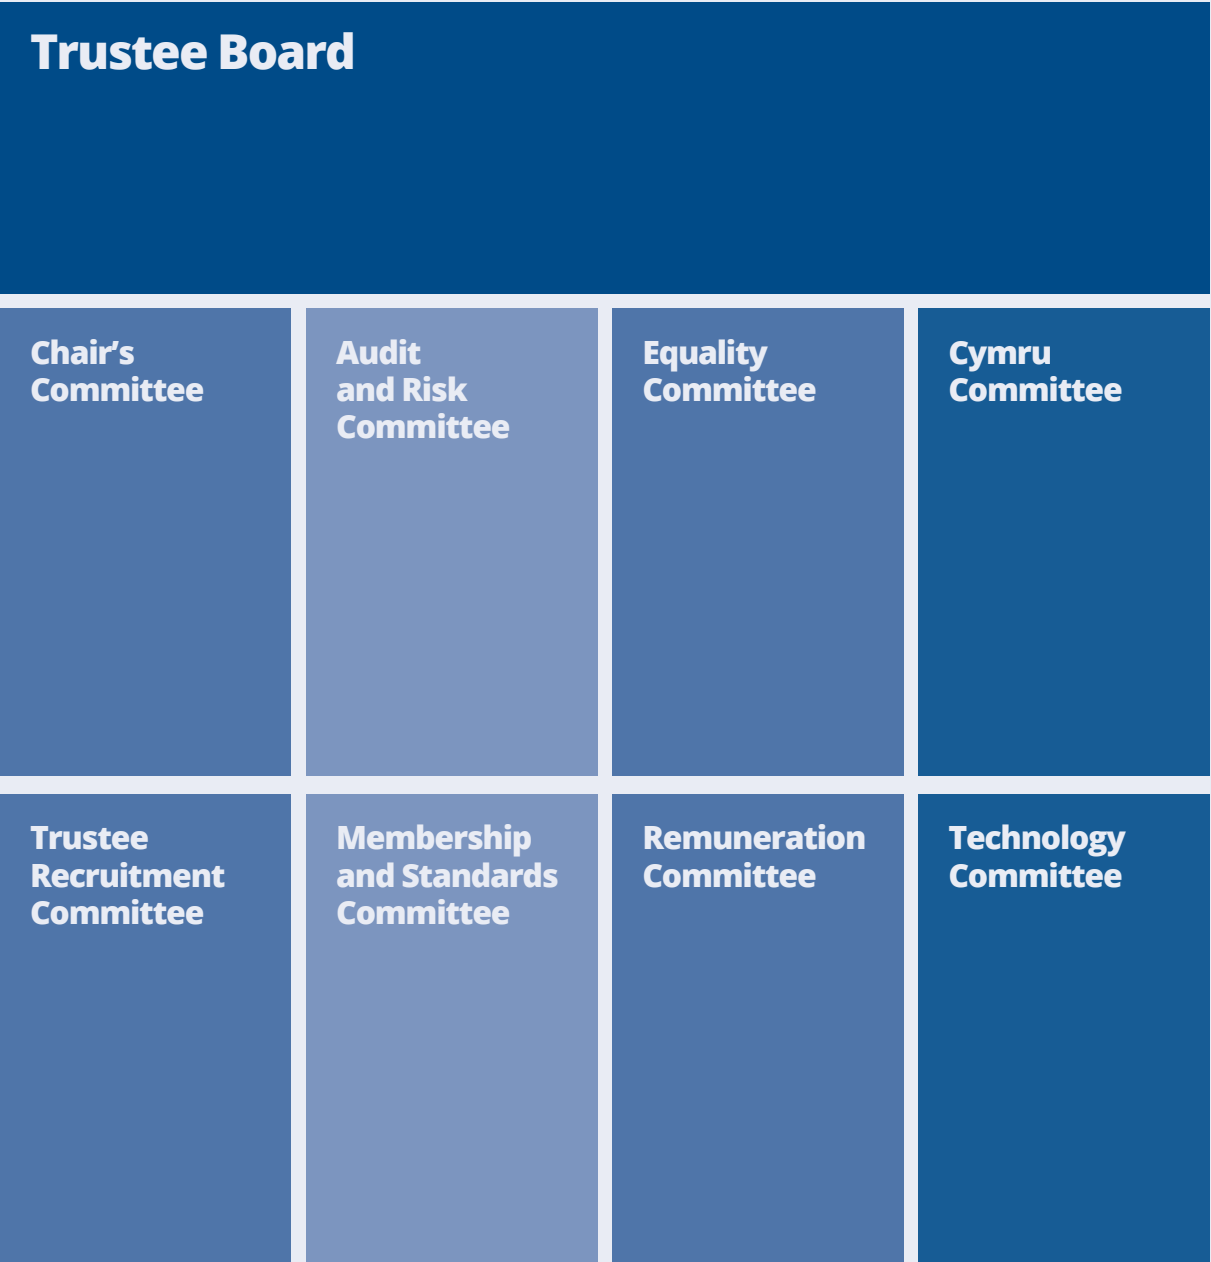 Trustee Board
Chair’s
Committee
Audit
and Risk
Committee
Equality
Committee
Cymru
Committee
Trustee
Recruitment
Committee
Membership
and Standards
Committee
Remuneration
Committee
Technology
Committee